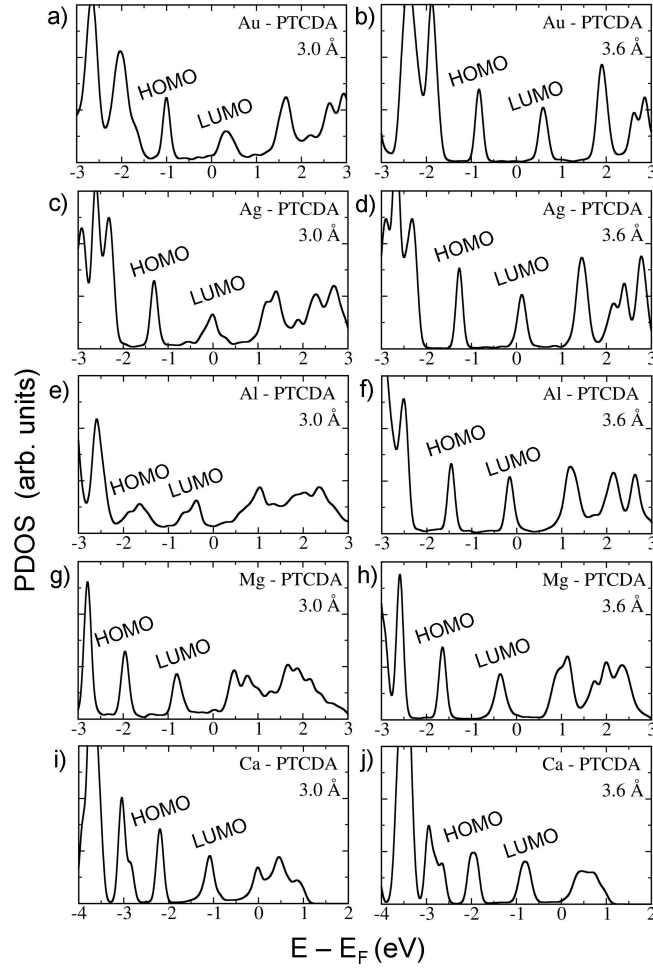 a)
Au - PTCDA
3.0 Å
HOMO
LUMO
-3 -2 -1 0 1 2 3
b)
Au - PTCDA
3.6 Å
HOMO
LUMO
-3 -2 -1 0 1 2 3
c)
Ag - PTCDA
3.0 Å
HOMO
LUMO
-3 -2 -1 0 1 2 3
d)
Ag - PTCDA
3.6 Å
HOMO
LUMO
-3 -2 -1 0 1 2 3
e)
Al - PTCDA
3.0 Å
HOMO
LUMO
-3 -2 -1 0 1 2 3
f)
Al - PTCDA
3.6 Å
HOMO
LUMO
-3 -2 -1 0 1 2 3
g)
Mg - PTCDA
3.0 Å
HOMO
LUMO
-3 -2 -1 0 1 2 3
h)
Mg - PTCDA
3.6 Å
HOMO
LUMO
-3 -2 -1 0 1 2 3
i)
Ca - PTCDA
3.0 Å
HOMO
LUMO
-4 -3 -2 -1 0 1 2
j)
Ca - PTCDA
3.6 Å
HOMO
LUMO
-4 -3 -2 -1 0 1 2 3
PDOS (arb. units)
E – E_F (eV)